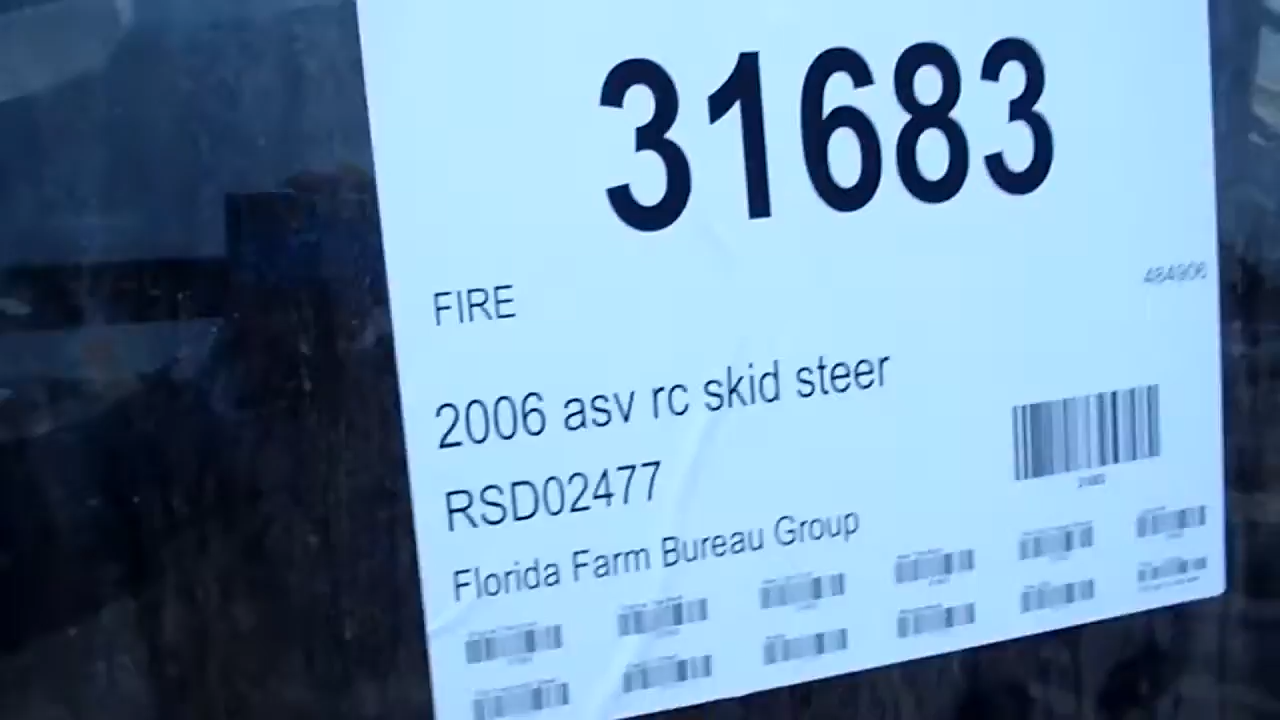 31683
484906
FIRE
2006 asv rc skid steer
RSD02477
Florida Farm Bureau Group